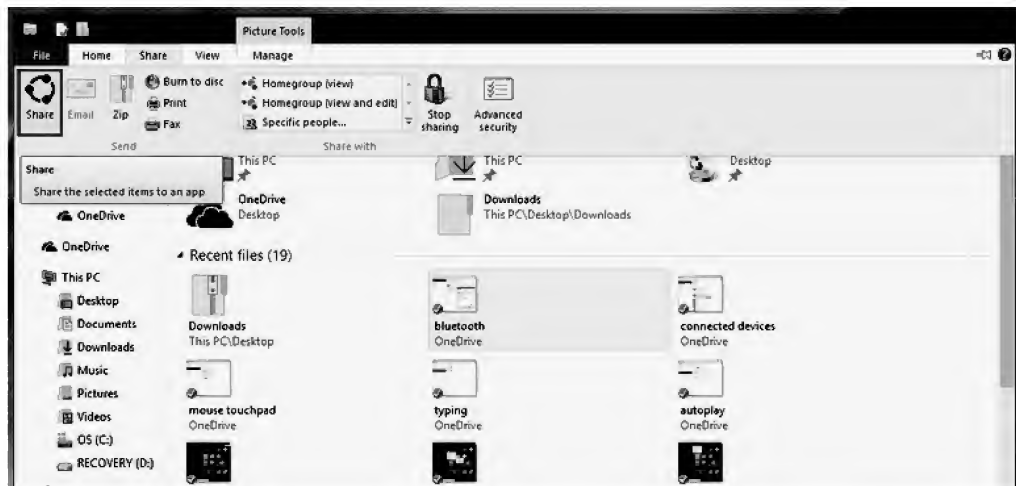 Picture Tools
File Home Share View Manage
Share
Email
Zip
Burn to disc
Print
Fax
Send
Homegroup (view)
Homegroup (view and edit)
Specific people...
Share with
Stop sharing
Advanced security
Share
Share the selected items to an app
This PC
This PC
Desktop
OneDrive
Desktop
Downloads
This PC\Desktop\Downloads
OneDrive
OneDrive
This PC
Desktop
Documents
Downloads
Music
Pictures
Videos
OS (C:)
RECOVERY (D:)
Recent files (19)
Downloads
This PC\Desktop
bluetooth
OneDrive
connected devices
OneDrive
mouse touchpad
OneDrive
typing
OneDrive
autoplay
OneDrive